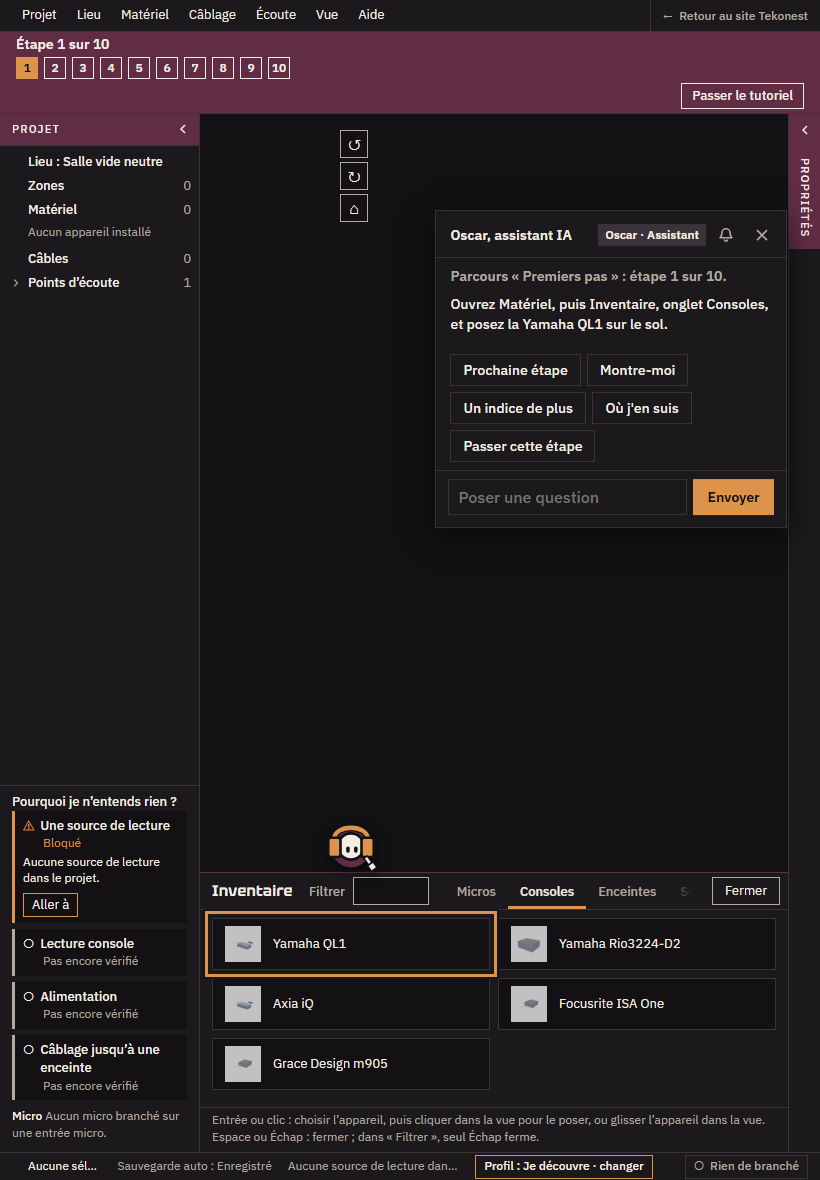 Projet Lieu Matériel Câblage Écoute Vue Aide ← Retour au site Tekonest
Étape 1 sur 10
1 2 3 4 5 6 7 8 9 10
Passer le tutoriel
PROJET
PROPRIÉTÉS
Lieu : Salle vide neutre
Zones 0
Matériel 0
Aucun appareil installé
Câbles 0
Points d’écoute 1
Oscar, assistant IA Oscar · Assistant
Parcours « Premiers pas » : étape 1 sur 10.
Ouvrez Matériel, puis Inventaire, onglet Consoles,
et posez la Yamaha QL1 sur le sol.
Prochaine étape Montre-moi
Un indice de plus Où j'en suis
Passer cette étape
Poser une question Envoyer
Pourquoi je n’entends rien ?
Une source de lecture
Bloqué
Aucune source de lecture
dans le projet.
Aller à
Lecture console
Pas encore vérifié
Alimentation
Pas encore vérifié
Câblage jusqu’à une
enceinte
Pas encore vérifié
Micro Aucun micro branché sur
une entrée micro.
Inventaire Filtrer Micros Consoles Enceintes Fermer
Yamaha QL1 Yamaha Rio3224-D2
Axia iQ Focusrite ISA One
Grace Design m905
Entrée ou clic : choisir l’appareil, puis cliquer dans la vue pour le poser, ou glisser l’appareil dans la vue.
Espace ou Échap : fermer ; dans « Filtrer », seul Échap ferme.
Aucune sél... Sauvegarde auto : Enregistré Aucune source de lecture dan... Profil : Je découvre · changer Rien de branché